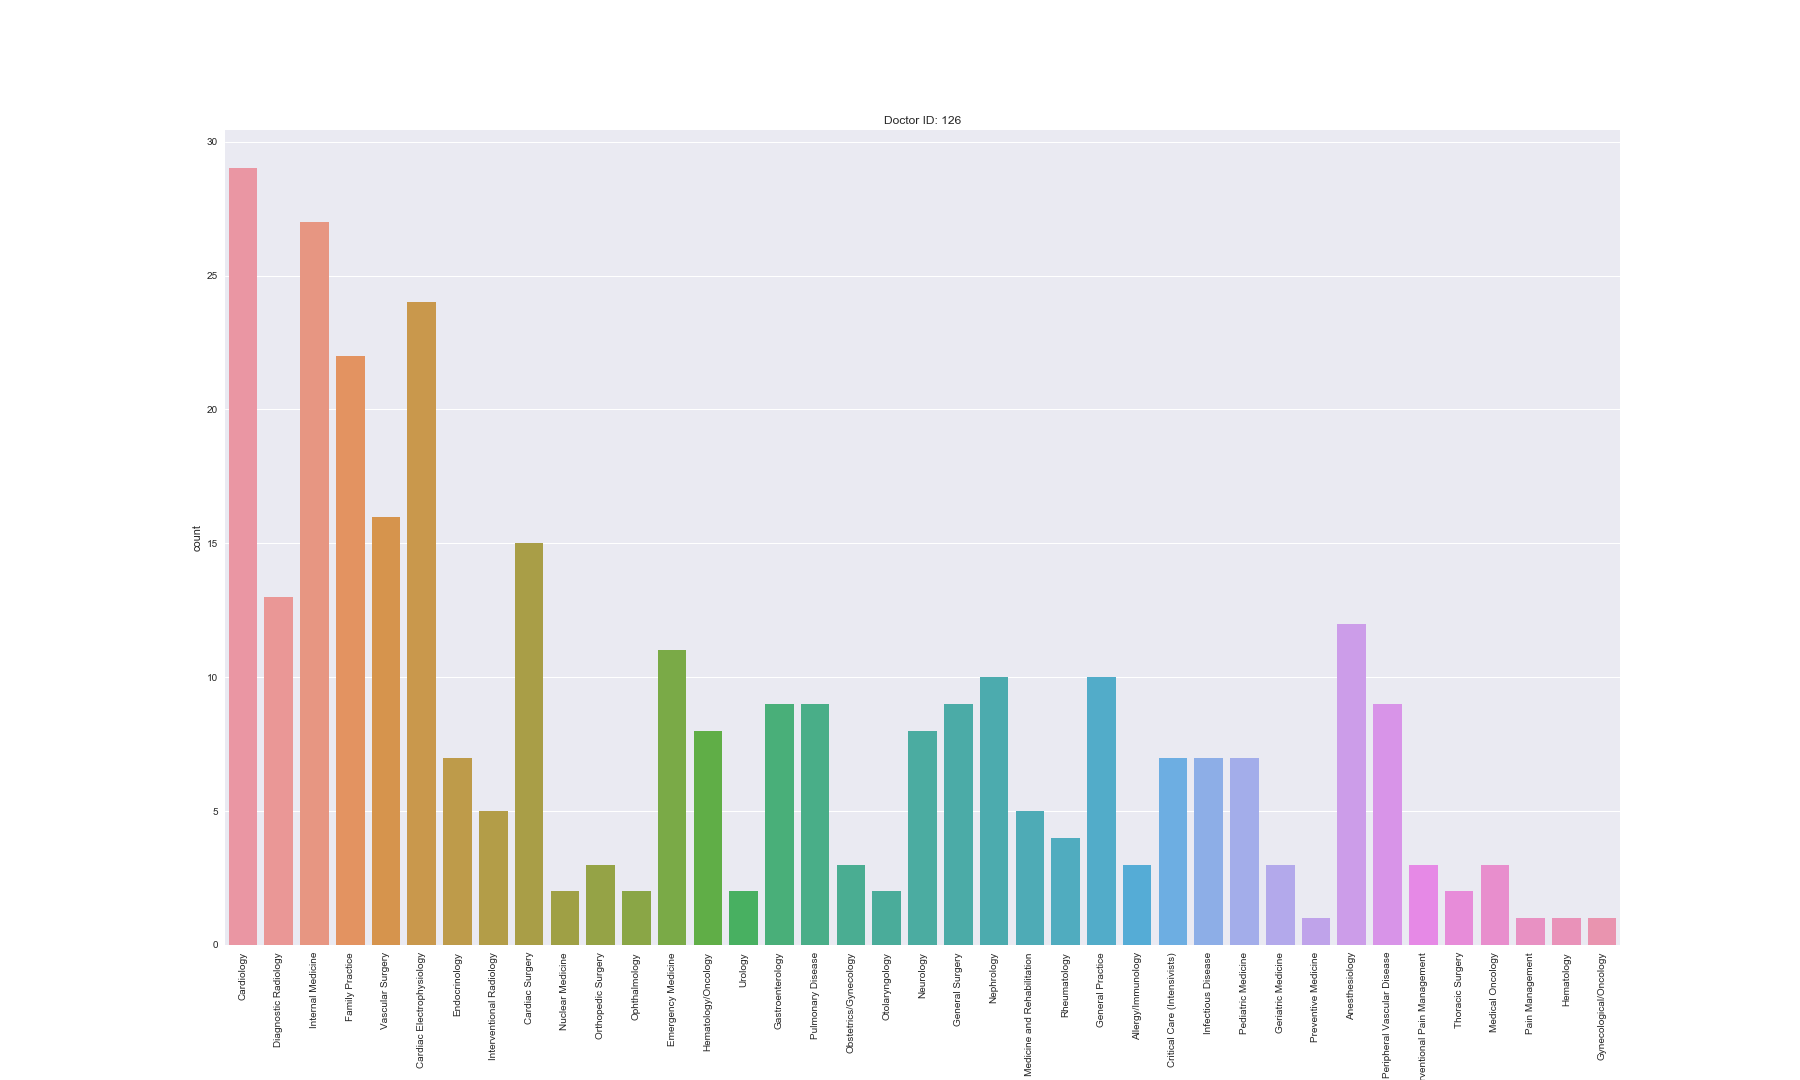 Doctor ID: 126
30
25
20
15
10
5
0
count
Cardiology
Diagnostic Radiology
Internal Medicine
Family Practice
Vascular Surgery
Cardiac Electrophysiology
Endocrinology
Interventional Radiology
Cardiac Surgery
Nuclear Medicine
Orthopedic Surgery
Ophthalmology
Emergency Medicine
Hematology/Oncology
Urology
Gastroenterology
Pulmonary Disease
Obstetrics/Gynecology
Otolaryngology
Neurology
General Surgery
Nephrology
Medicine and Rehabilitation
Rheumatology
General Practice
Allergy/Immunology
Critical Care (Intensivists)
Infectious Disease
Pediatric Medicine
Geriatric Medicine
Preventive Medicine
Anesthesiology
Peripheral Vascular Disease
rventional Pain Management
Thoracic Surgery
Medical Oncology
Pain Management
Hematology
Gynecological/Oncology